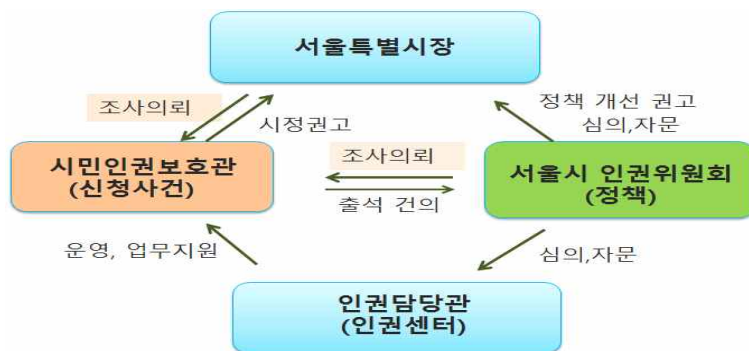 서울특별시장
조사의뢰
시정권고
정책 개선 권고
심의,자문
시민인권보호관
(신청사건)
조사의뢰
출석 건의
서울시 인권위원회
(정책)
운영, 업무지원
심의,자문
인권담당관
(인권센터)